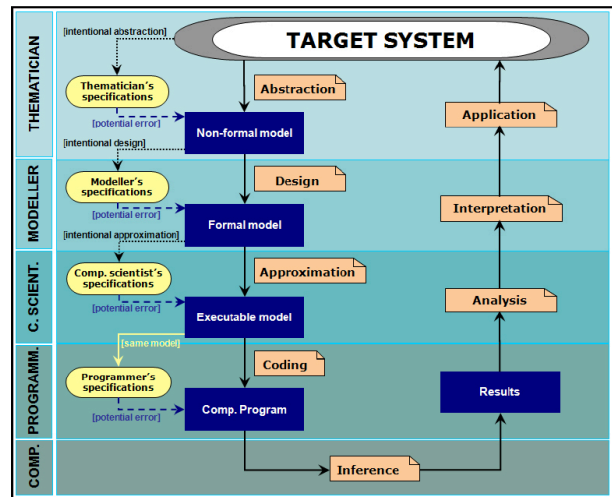 THEMATICIAN
MODELLER
C. SCIENT.
PROGRAMM.
COMP.
[intentional abstraction]
TARGET SYSTEM
Thematician's
specifications
Abstraction
[potential error]
Non-formal model
Application
[intentional design]
Modeller's
specifications
Design
[potential error]
Formal model
Interpretation
[intentional approximation]
Comp. scientist's
specifications
Approximation
[potential error]
Executable model
Analysis
[same model]
Programmer's
specifications
Coding
[potential error]
Comp. Program
Results
Inference